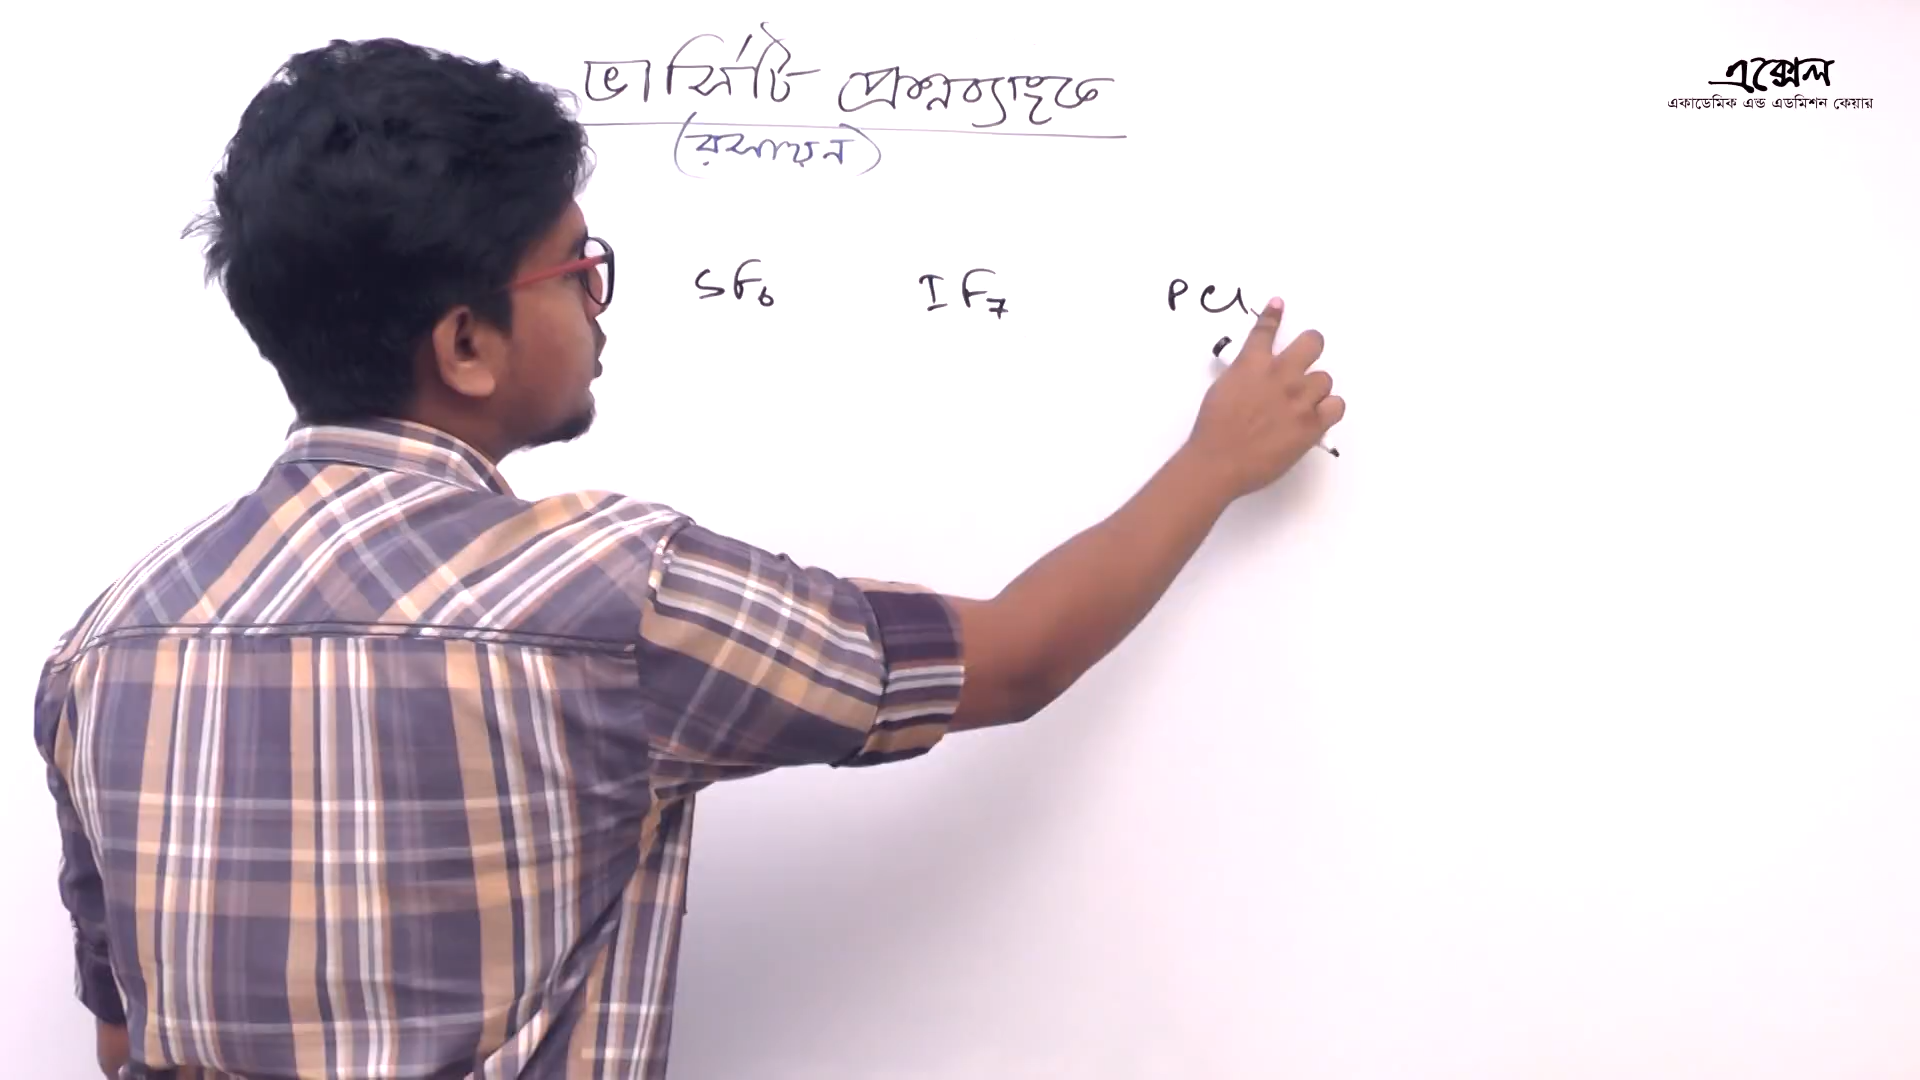 ভার্সিটি প্রশ্নব্যাংকে
(রসায়ন)
SF₆ IF₇ PCl
এক্সেল
একাডেমিক এন্ড এডমিশন কেয়ার